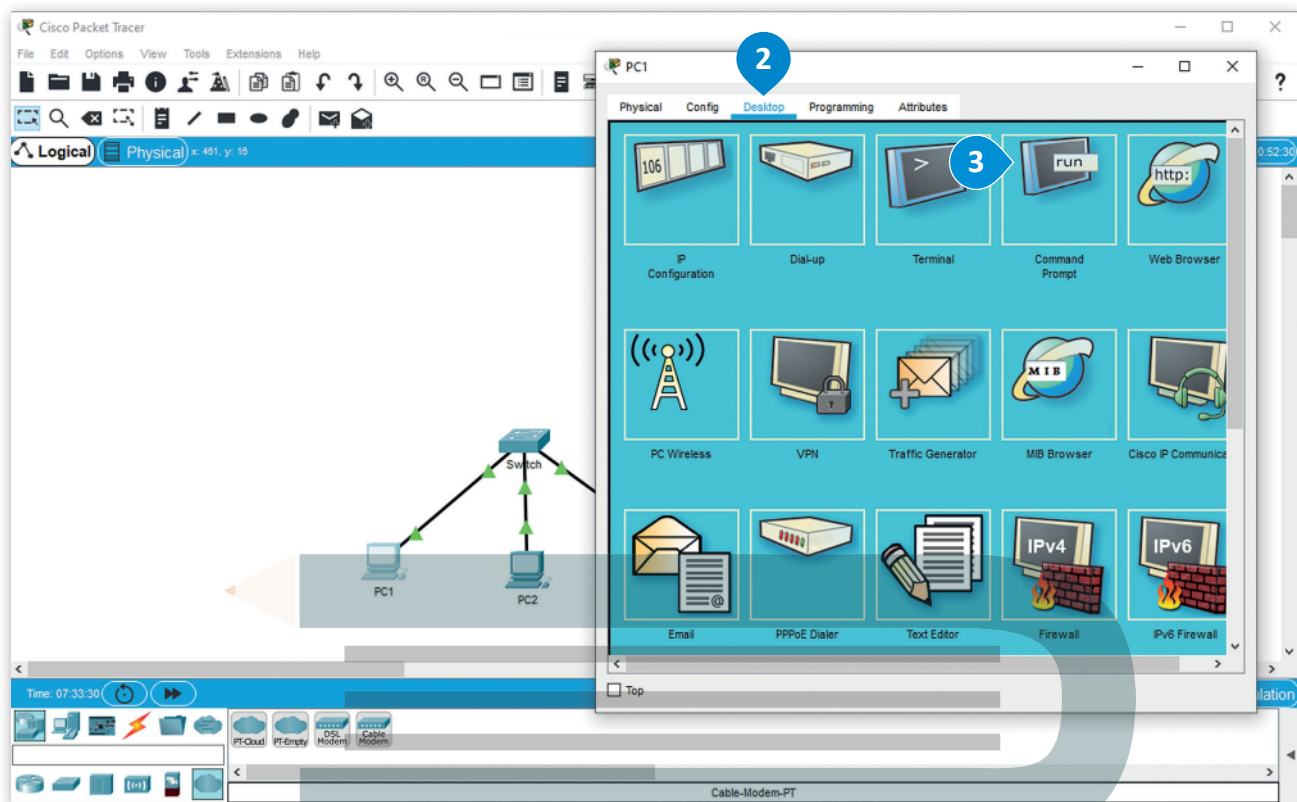 Cisco Packet Tracer
File Edit Options View Tools Extensions Help
?
Logical Physical x: 461, y: 16
0:52:30
PC1
2
Physical Config Desktop Programming Attributes
3
106
>
run
http:
IP Configuration
Dial-up
Terminal
Command Prompt
Web Browser
MIB
PC Wireless
VPN
Traffic Generator
MIB Browser
Cisco IP Communica
@
IPv4
IPv6
Email
PPPoE Dialer
Text Editor
Firewall
IPv6 Firewall
Top
Switch
PC1
PC2
Time: 07:33:30
ulation
PT-Cloud
PT-Empty
DSL Modem
Cable Modem
Cable-Modem-PT